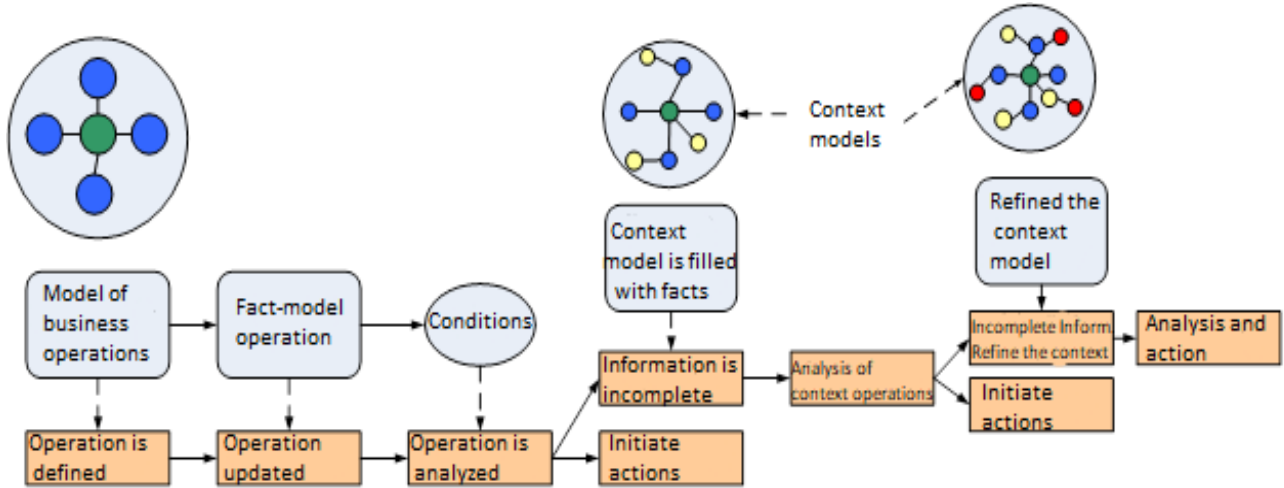 Context
models
Model of
business
operations
Fact-model
operation
Conditions
Context
model is filled
with facts
Refined the
context
model
Operation is
defined
Operation
updated
Operation is
analyzed
Information is
incomplete
Initiate
actions
Analysis of
context operations
Incomplete Inform.
Refine the context
Initiate
actions
Analysis and
action